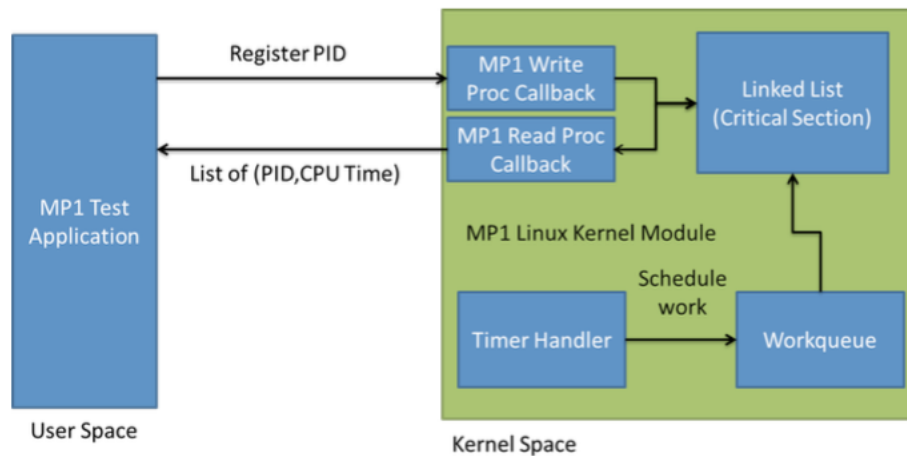 Register PID
MP1 Write
Proc Callback
Linked List
(Critical Section)
MP1 Read Proc
Callback
List of (PID,CPU Time)
MP1 Test
Application
MP1 Linux Kernel Module
Schedule
work
Timer Handler
Workqueue
User Space
Kernel Space